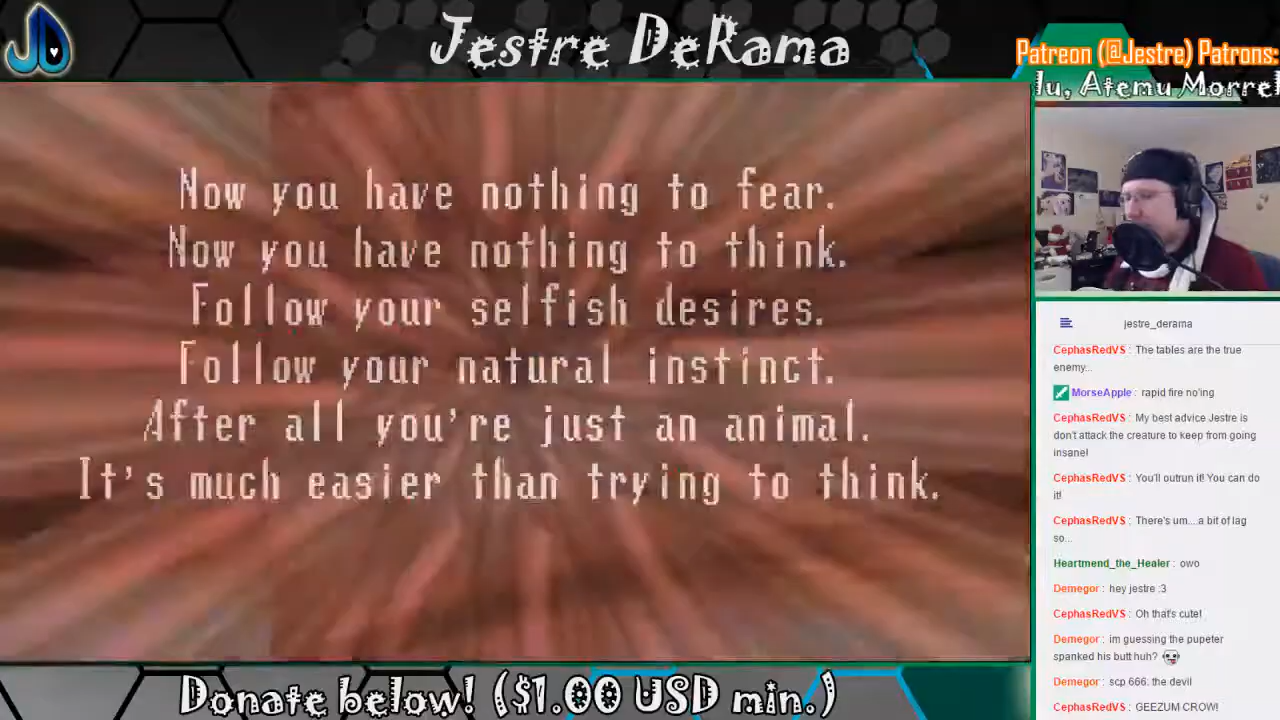 JD
Jestre DeRama
Patreon (@Jestre) Patrons:
lu, Atemu Morrel
Now you have nothing to fear.
Now you have nothing to think.
Follow your selfish desires.
Follow your natural instinct.
After all you're just an animal.
It's much easier than trying to think.
jestre_derama
CephasRedVS : The tables are the true
enemy...
MorseApple : rapid fire no'ing
CephasRedVS : My best advice Jestre is
don't attack the creature to keep from going
insane!
CephasRedVS : You'll outrun it! You can do
it!
CephasRedVS : There's um....a bit of lag
so...
Heartmend_the_Healer : owo
Demegor : hey jestre :3
CephasRedVS : Oh that's cute!
Demegor : im guessing the pupeter
spanked his butt huh?
Demegor : scp 666. the devil
CephasRedVS : GEEZUM CROW!
Donate below! ($1.00 USD min.)